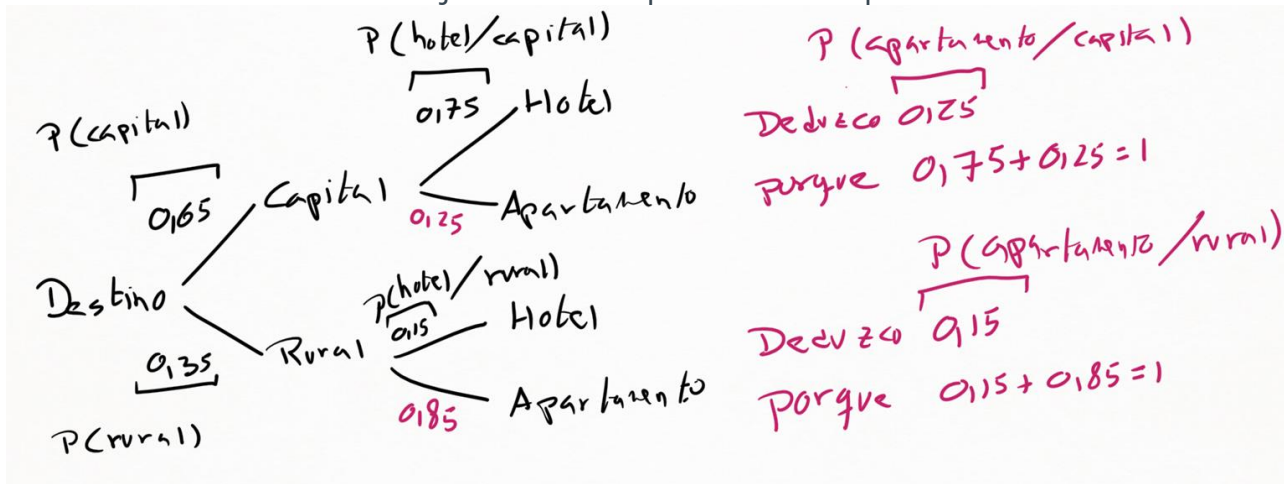 P(hotel/capital)
P(apartamento/capital)
0,75
Hotel
Deduzco 0,25
P(capital)
porque 0,75+0,25=1
0,65
Capital
0,25
Apartamento
P(apartamento/rural)
P(hotel/rural)
Destino
0,15
Hotel
Deduzco 0,15
0,35
Rural
porque 0,15+0,85=1
0,85
Apartamento
P(rural)